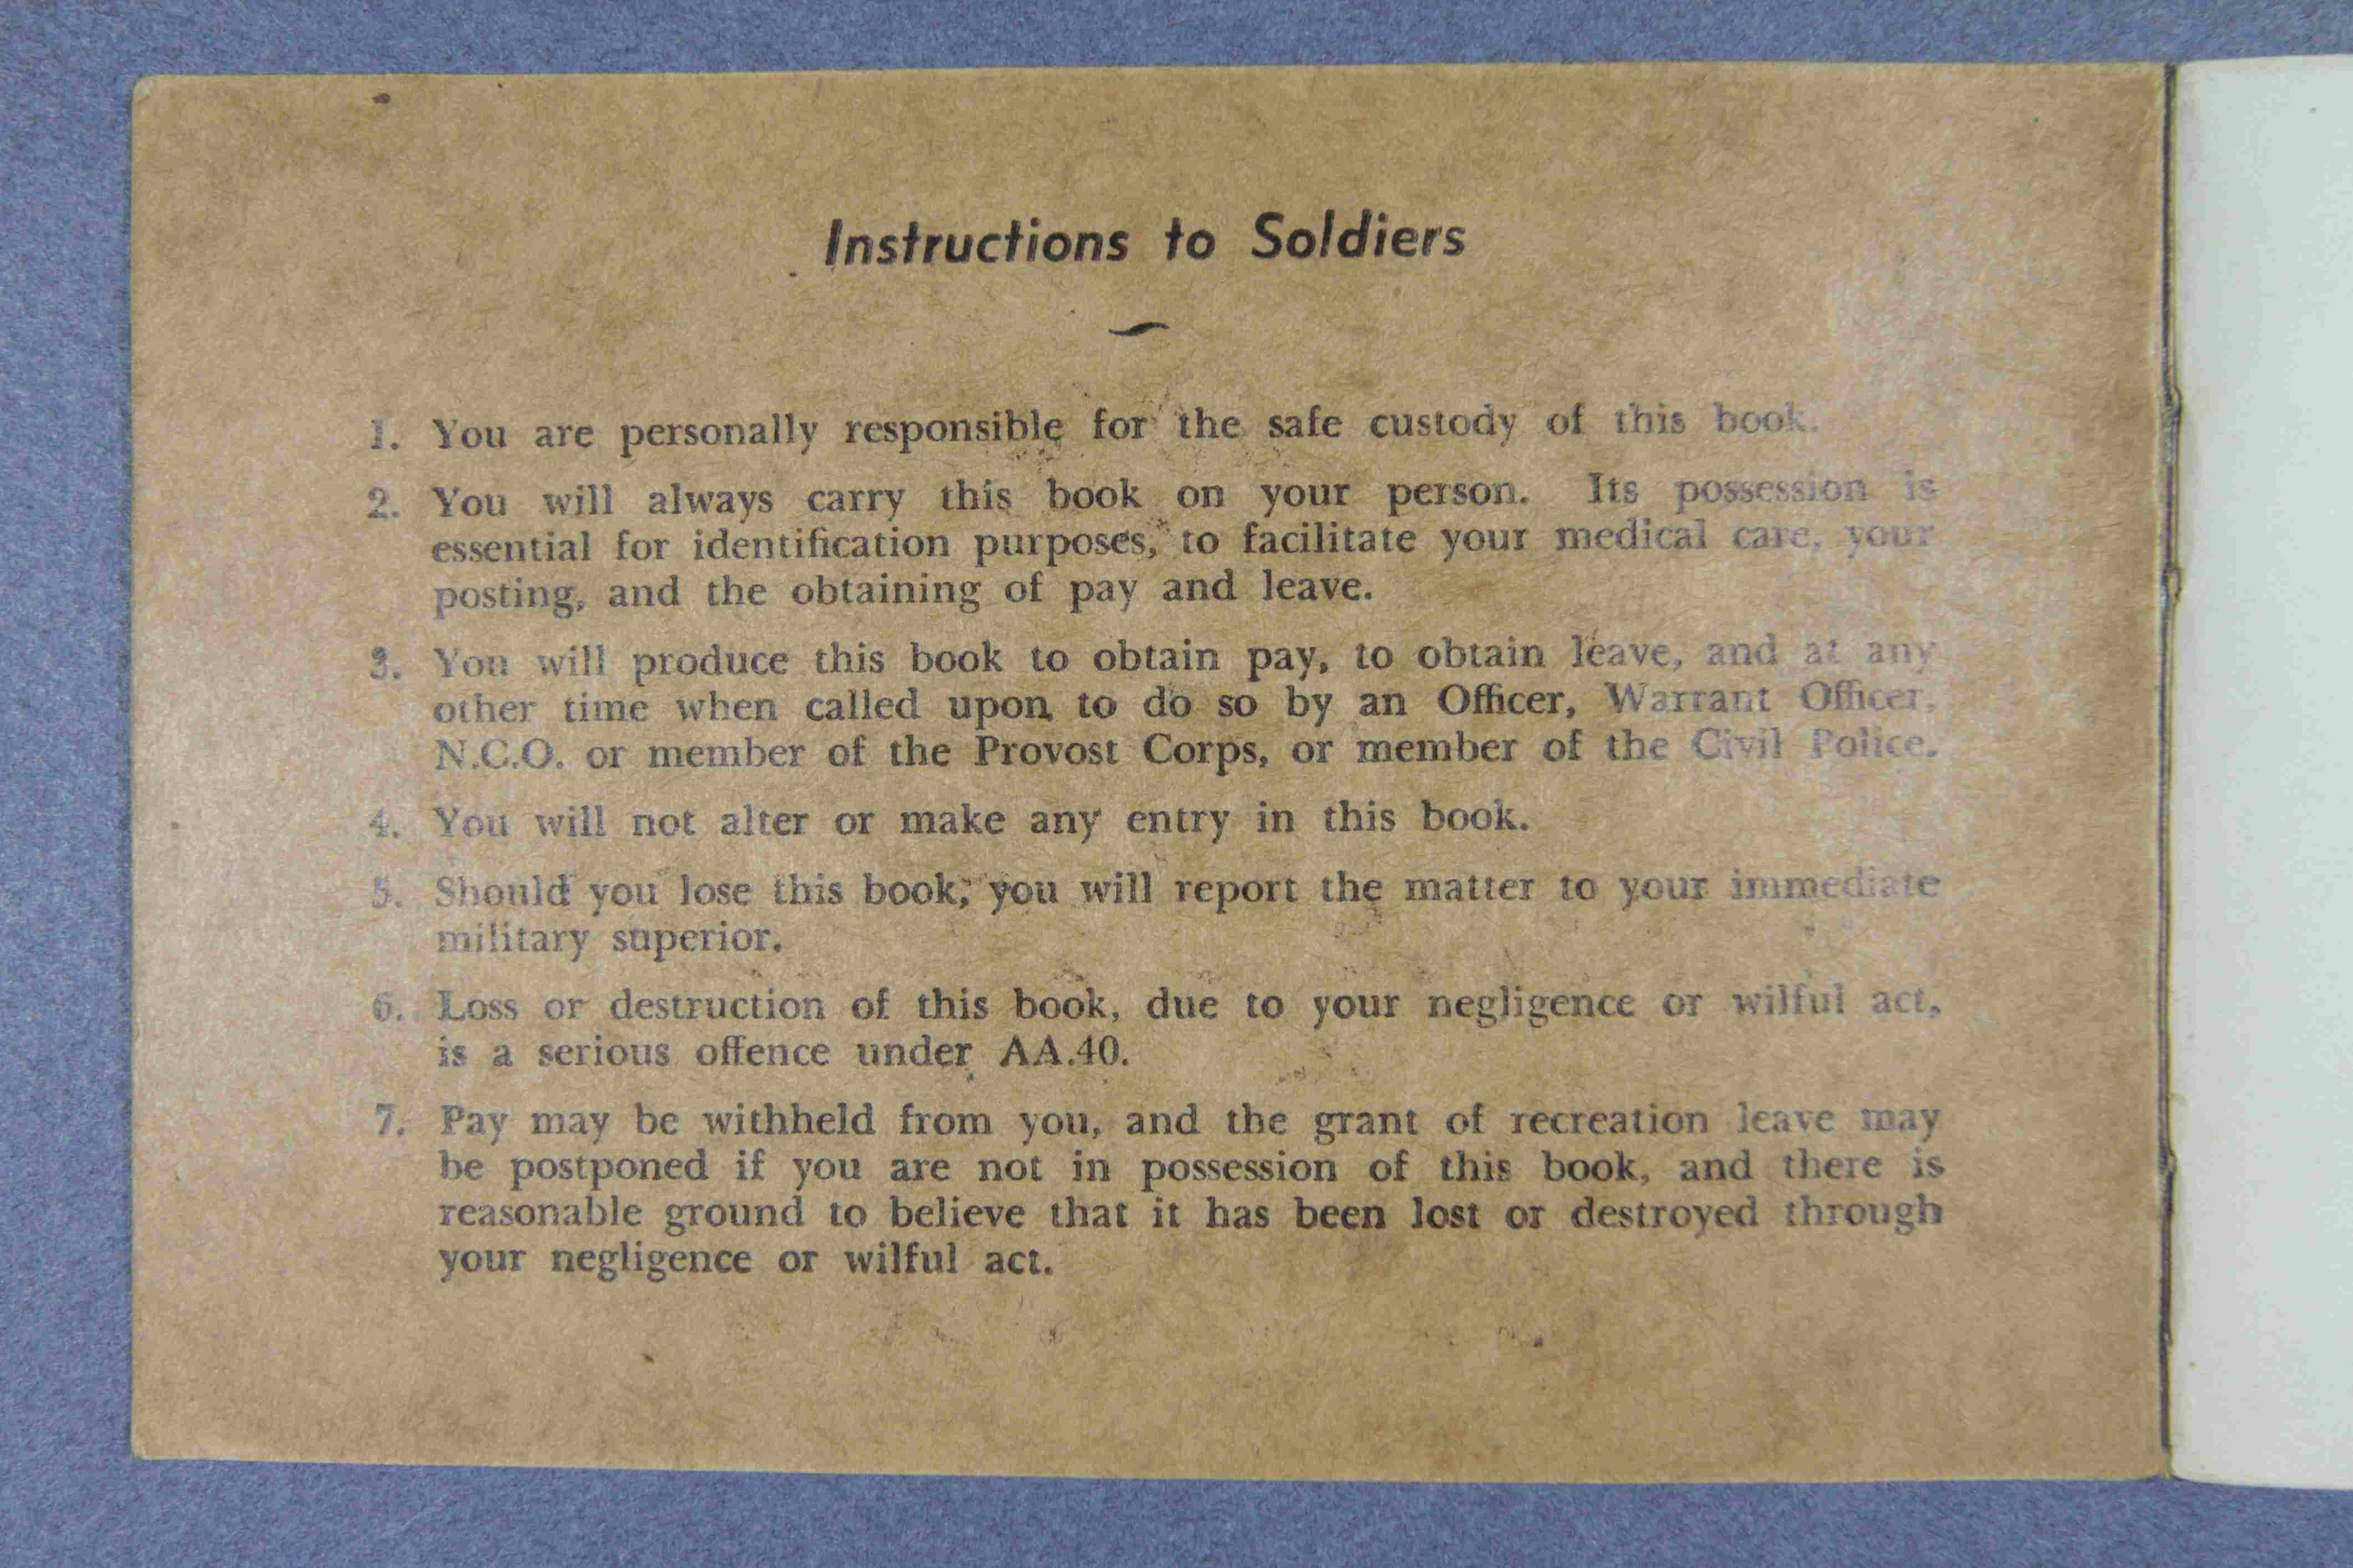 Instructions to Soldiers
1. You are personally responsible for the safe custody of this book.
2. You will always carry this book on your person. Its possession is
essential for identification purposes, to facilitate your medical care, your
posting, and the obtaining of pay and leave.
3. You will produce this book to obtain pay, to obtain leave, and at any
other time when called upon to do so by an Officer, Warrant Officer,
N.C.O. or member of the Provost Corps, or member of the Civil Police.
4. You will not alter or make any entry in this book.
5. Should you lose this book, you will report the matter to your immediate
military superior.
6. Loss or destruction of this book, due to your negligence or wilful act,
is a serious offence under AA.40.
7. Pay may be withheld from you, and the grant of recreation leave may
be postponed if you are not in possession of this book, and there is
reasonable ground to believe that it has been lost or destroyed through
your negligence or wilful act.